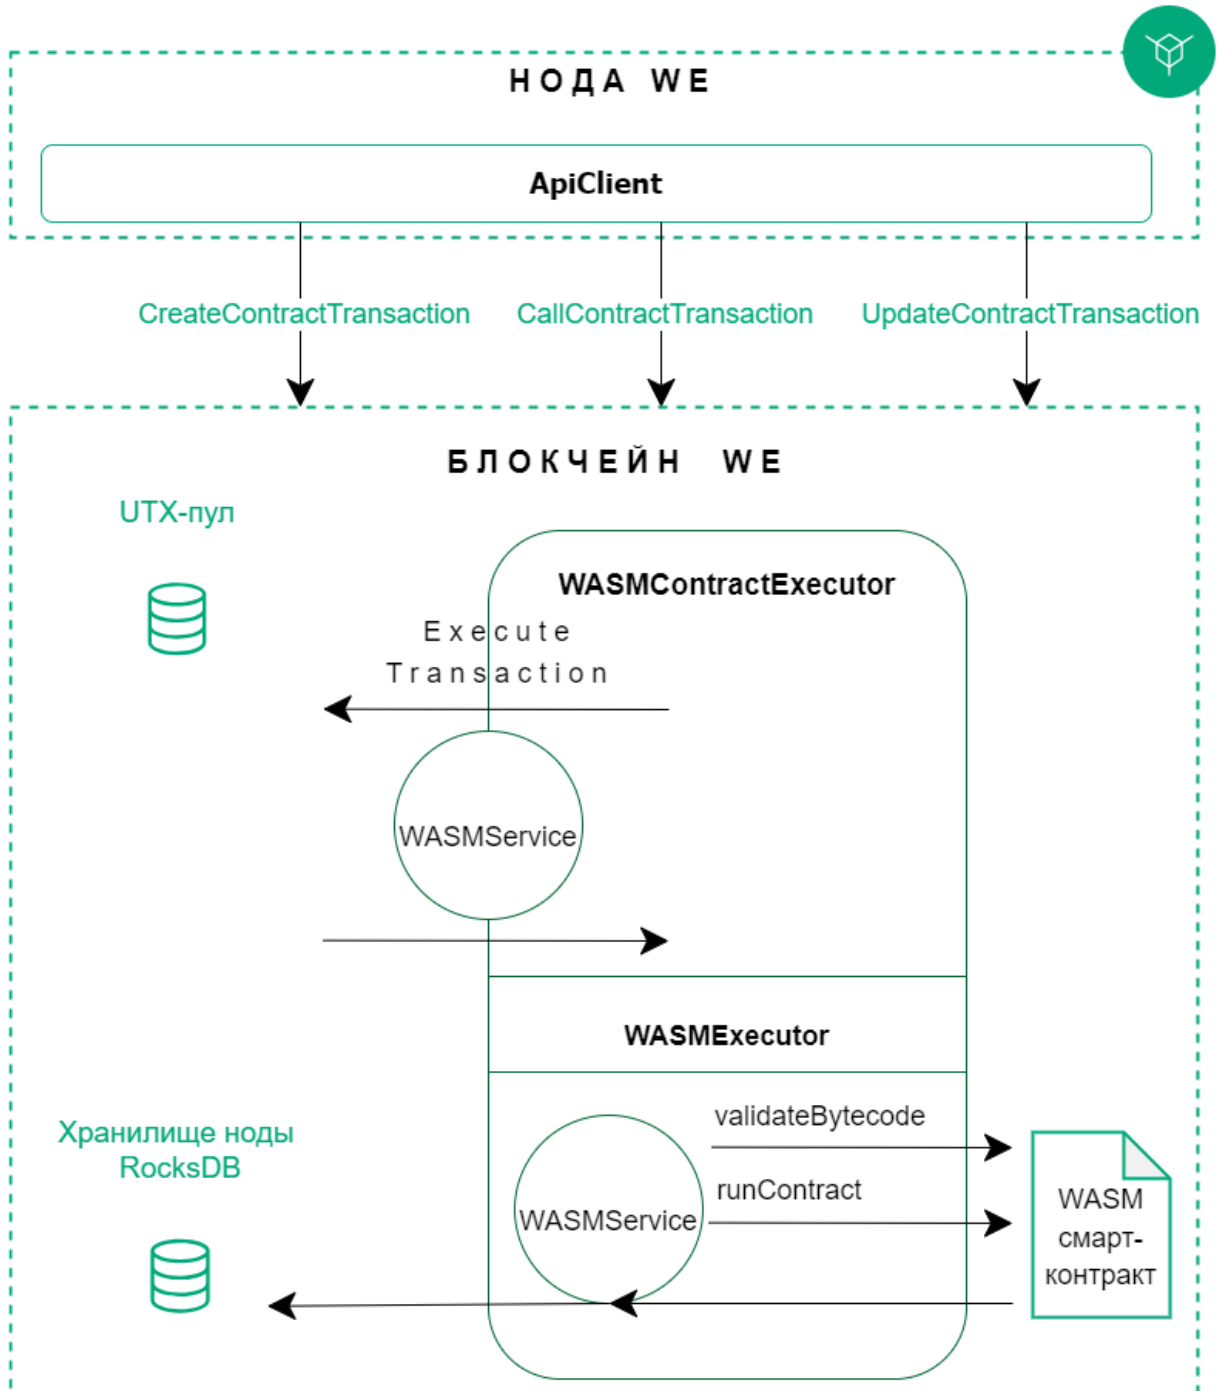 НОДА WE
ApiClient
CreateContractTransaction
CallContractTransaction
UpdateContractTransaction
БЛОКЧЕЙН WE
UTX-пул
WASMContractExecutor
Execute
Transaction
WASMService
WASMExecutor
Хранилище ноды
RocksDB
validateBytecode
runContract
WASMService
WASM
смарт-
контракт